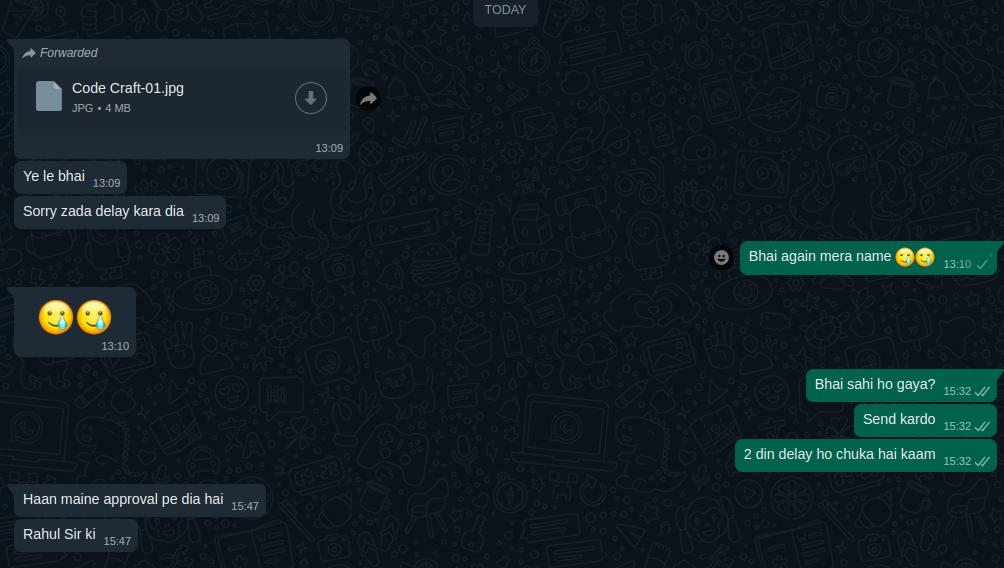 TODAY
Forwarded
Code Craft-01.jpg
JPG • 4 MB
13:09
Ye le bhai 13:09
Sorry zada delay kara dia 13:09
Bhai again mera name 🥲🥲 13:10
🥲🥲
13:10
Bhai sahi ho gaya? 15:32
Send kardo 15:32
2 din delay ho chuka hai kaam 15:32
Haan maine approval pe dia hai 15:47
Rahul Sir ki 15:47